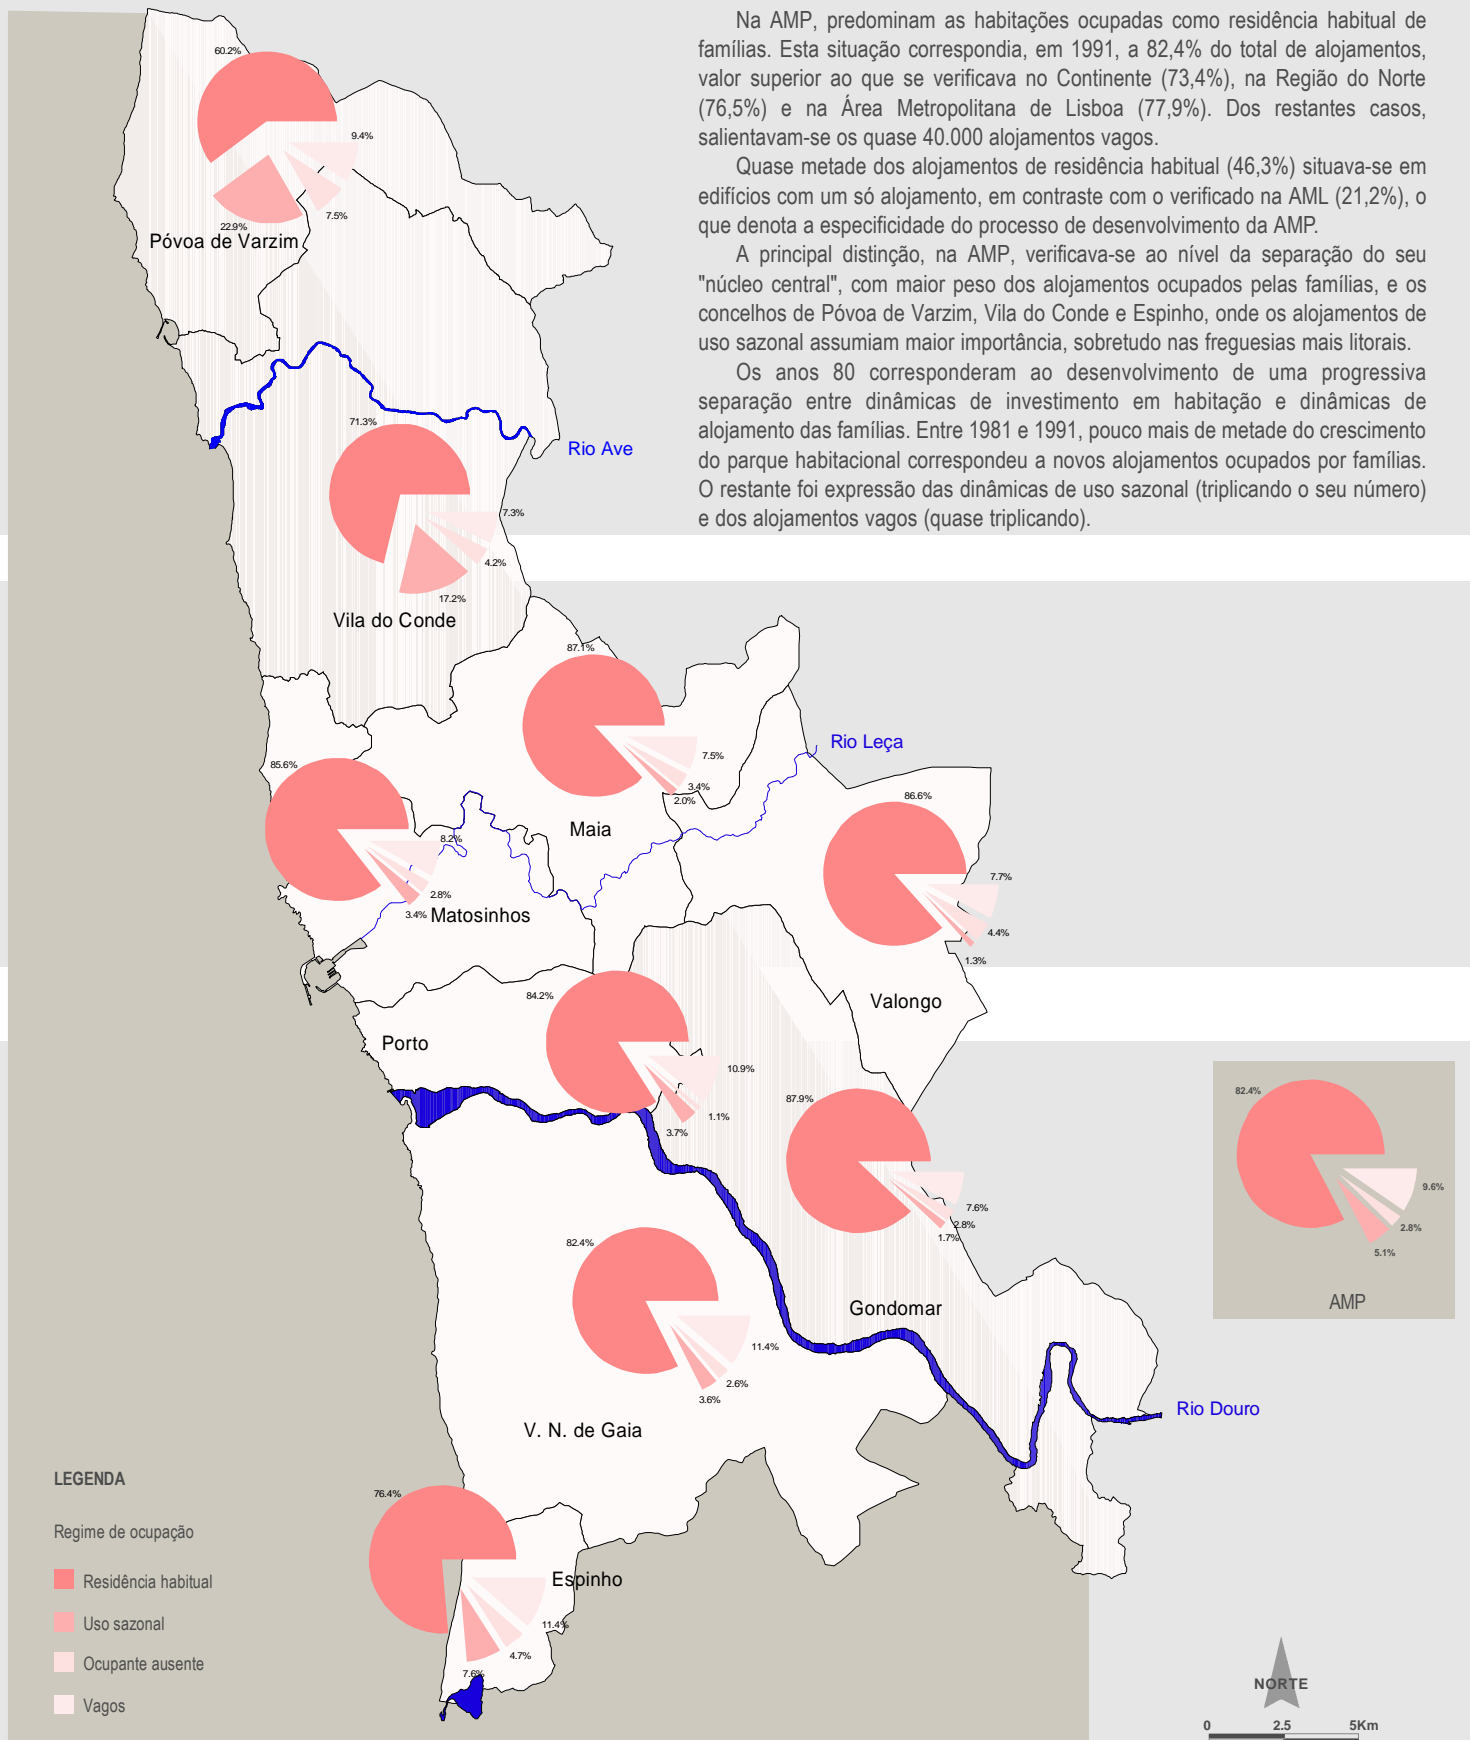 Na AMP, predominam as habitações ocupadas como residência habitual de
famílias. Esta situação correspondia, em 1991, a 82,4% do total de alojamentos,
valor superior ao que se verificava no Continente (73,4%), na Região do Norte
(76,5%) e na Área Metropolitana de Lisboa (77,9%). Dos restantes casos,
salientavam-se os quase 40.000 alojamentos vagos.
Quase metade dos alojamentos de residência habitual (46,3%) situava-se em
edifícios com um só alojamento, em contraste com o verificado na AML (21,2%), o
que denota a especificidade do processo de desenvolvimento da AMP.
A principal distinção, na AMP, verificava-se ao nível da separação do seu
"núcleo central", com maior peso dos alojamentos ocupados pelas famílias, e os
concelhos de Póvoa de Varzim, Vila do Conde e Espinho, onde os alojamentos de
uso sazonal assumiam maior importância, sobretudo nas freguesias mais litorais.
Os anos 80 corresponderam ao desenvolvimento de uma progressiva
separação entre dinâmicas de investimento em habitação e dinâmicas de
alojamento das famílias. Entre 1981 e 1991, pouco mais de metade do crescimento
do parque habitacional correspondeu a novos alojamentos ocupados por famílias.
O restante foi expressão das dinâmicas de uso sazonal (triplicando o seu número)
e dos alojamentos vagos (quase triplicando).
60.2%
9.4%
7.5%
22.9%
Póvoa de Varzim
71.3%
Rio Ave
7.3%
4.2%
17.2%
Vila do Conde
87.1%
7.5%
3.4%
2.0%
Maia
Rio Leça
85.6%
8.2%
2.8%
3.4%
Matosinhos
86.6%
7.7%
4.4%
1.3%
Valongo
84.2%
10.9%
1.1%
3.7%
Porto
87.9%
7.6%
2.8%
1.7%
Gondomar
82.4%
9.6%
2.8%
5.1%
AMP
82.4%
11.4%
2.6%
3.6%
V. N. de Gaia
Rio Douro
76.4%
Espinho
11.4%
4.7%
7.6%
LEGENDA
Regime de ocupação
Residência habitual
Uso sazonal
Ocupante ausente
Vagos
NORTE
0 2.5 5Km